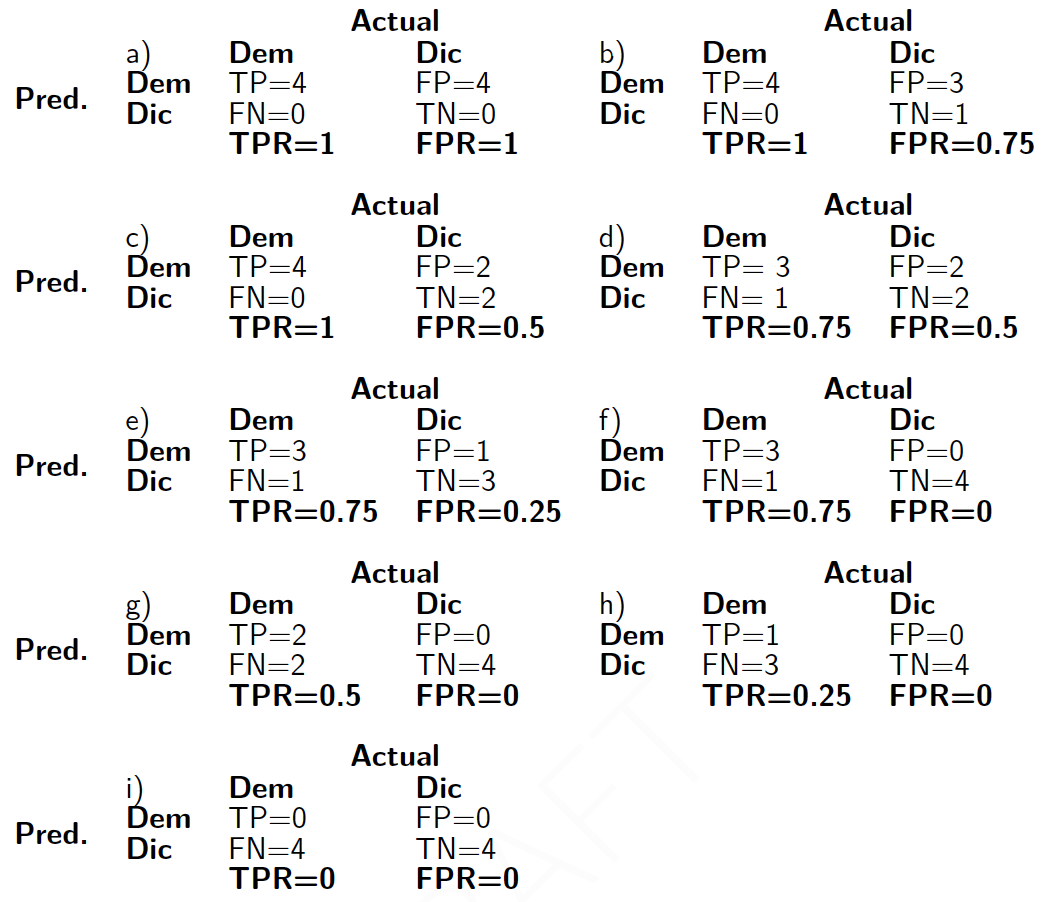 Actual Actual
a) Dem Dic b) Dem Dic
Pred. Dem TP=4 FP=4 Dem TP=4 FP=3
Dic FN=0 TN=0 Dic FN=0 TN=1
TPR=1 FPR=1 TPR=1 FPR=0.75
Actual Actual
c) Dem Dic d) Dem Dic
Pred. Dem TP=4 FP=2 Dem TP= 3 FP=2
Dic FN=0 TN=2 Dic FN= 1 TN=2
TPR=1 FPR=0.5 TPR=0.75 FPR=0.5
Actual Actual
e) Dem Dic f) Dem Dic
Pred. Dem TP=3 FP=1 Dem TP=3 FP=0
Dic FN=1 TN=3 Dic FN=1 TN=4
TPR=0.75 FPR=0.25 TPR=0.75 FPR=0
Actual Actual
g) Dem Dic h) Dem Dic
Pred. Dem TP=2 FP=0 Dem TP=1 FP=0
Dic FN=2 TN=4 Dic FN=3 TN=4
TPR=0.5 FPR=0 TPR=0.25 FPR=0
Actual
i) Dem Dic
Pred. Dem TP=0 FP=0
Dic FN=4 TN=4
TPR=0 FPR=0